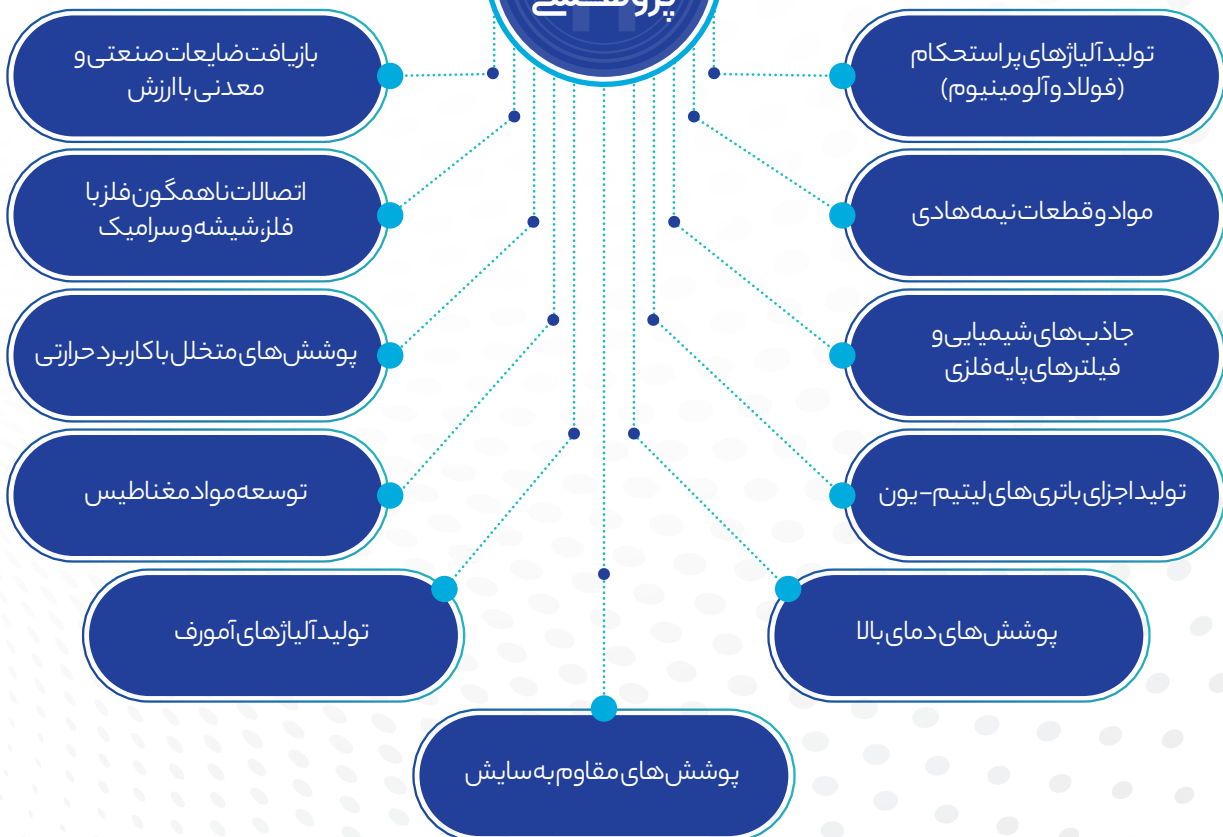 پژوهشی
تولید آلیاژهای پر استحکام
(فولاد و آلومینیوم)
مواد و قطعات نیمه هادی
جاذب های شیمیایی و
فیلترهای پایه فلزی
تولید اجزای باتری های لیتیم-یون
پوشش های دمای بالا
پوشش های مقاوم به سایش
تولید آلیاژهای آمورف
توسعه مواد مغناطیس
پوشش های متخلل با کاربرد حرارتی
اتصالات ناهمگون فلز با
فلز، شیشه و سرامیک
بازیافت ضایعات صنعتی و
معدنی با ارزش